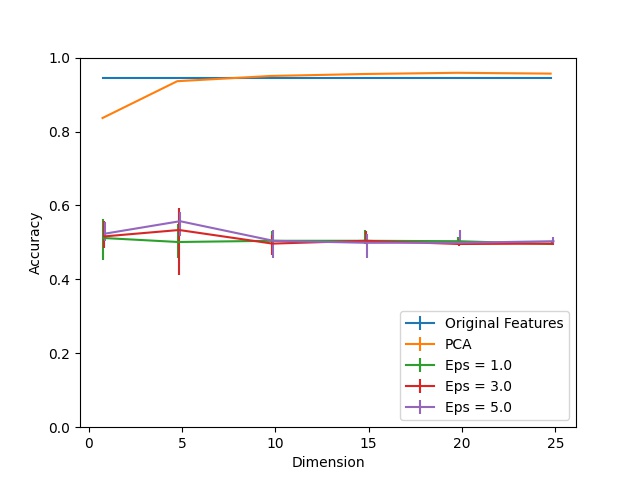 1.0
0.8
0.6
0.4
0.2
0.0
Accuracy
Original Features
PCA
Eps = 1.0
Eps = 3.0
Eps = 5.0
0 5 10 15 20 25
Dimension